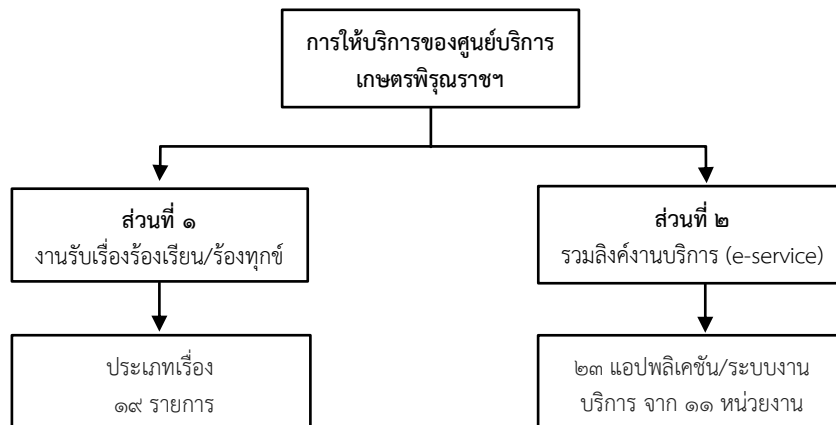 การให้บริการของศูนย์บริการ
เกษตรพิรุณราชฯ
ส่วนที่ ๑
งานรับเรื่องร้องเรียน/ร้องทุกข์
ส่วนที่ ๒
รวมลิงค์งานบริการ (e-service)
ประเภทเรื่อง
๑๙ รายการ
๒๓ แอปพลิเคชัน/ระบบงาน
บริการ จาก ๑๑ หน่วยงาน